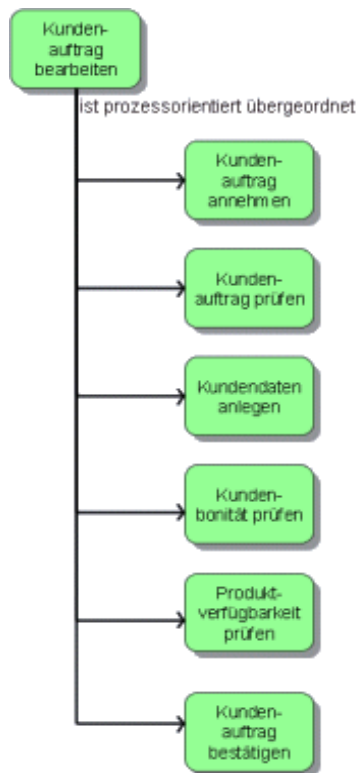 Kunden-
auftrag
bearbeiten
ist prozessorientiert übergeordnet
Kunden-
auftrag
annehmen
Kunden-
auftrag prüfen
Kundendaten
anlegen
Kunden-
bonität prüfen
Produkt-
verfügbarkeit
prüfen
Kunden-
auftrag
bestätigen